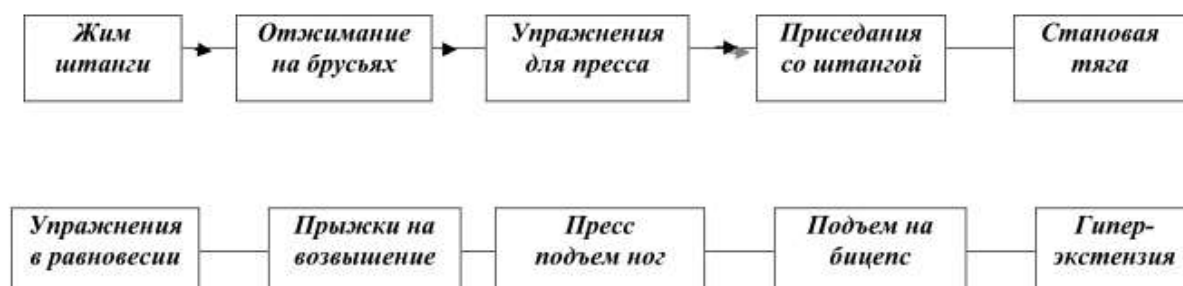 Жим
штанги
Отжимание
на брусьях
Упражнения
для пресса
Приседания
со штангой
Становая
тяга
Упражнения
в равновесии
Прыжки на
возвышение
Пресс
подъем ног
Подъем на
бицепс
Гипер-
экстензия